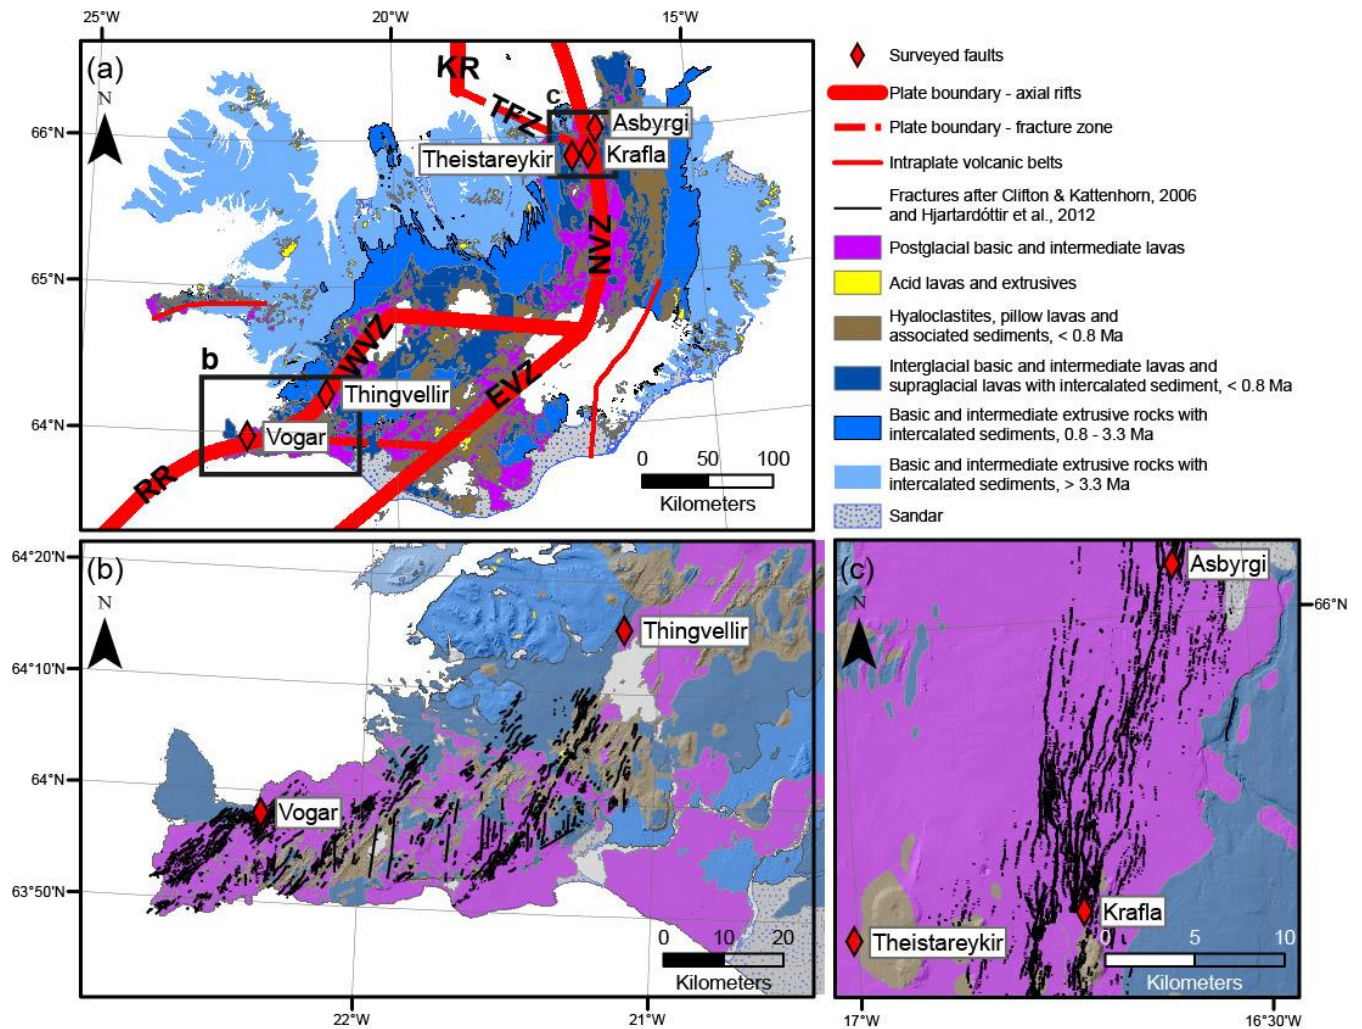 25°W
20°W
15°W
(a)
N
KR
TFZ
c
Asbyrgi
66°N
Theistareykir
Krafla
NVZ
65°N
WVZ
b
EVZ
Thingvellir
64°N
Vogar
RR
0 50 100
Kilometers
Surveyed faults
Plate boundary - axial rifts
Plate boundary - fracture zone
Intraplate volcanic belts
Fractures after Clifton & Kattenhorn, 2006
and Hjartardóttir et al., 2012
Postglacial basic and intermediate lavas
Acid lavas and extrusives
Hyaloclastites, pillow lavas and
associated sediments, < 0.8 Ma
Interglacial basic and intermediate lavas and
supraglacial lavas with intercalated sediment, < 0.8 Ma
Basic and intermediate extrusive rocks with
intercalated sediments, 0.8 - 3.3 Ma
Basic and intermediate extrusive rocks with
intercalated sediments, > 3.3 Ma
Sandar
64°20'N
(b)
N
Thingvellir
64°10'N
64°N
Vogar
63°50'N
0 10 20
Kilometers
22°W
21°W
(c)
N
Asbyrgi
66°N
Krafla
Theistareykir
0 5 10
Kilometers
17°W
16°30'W